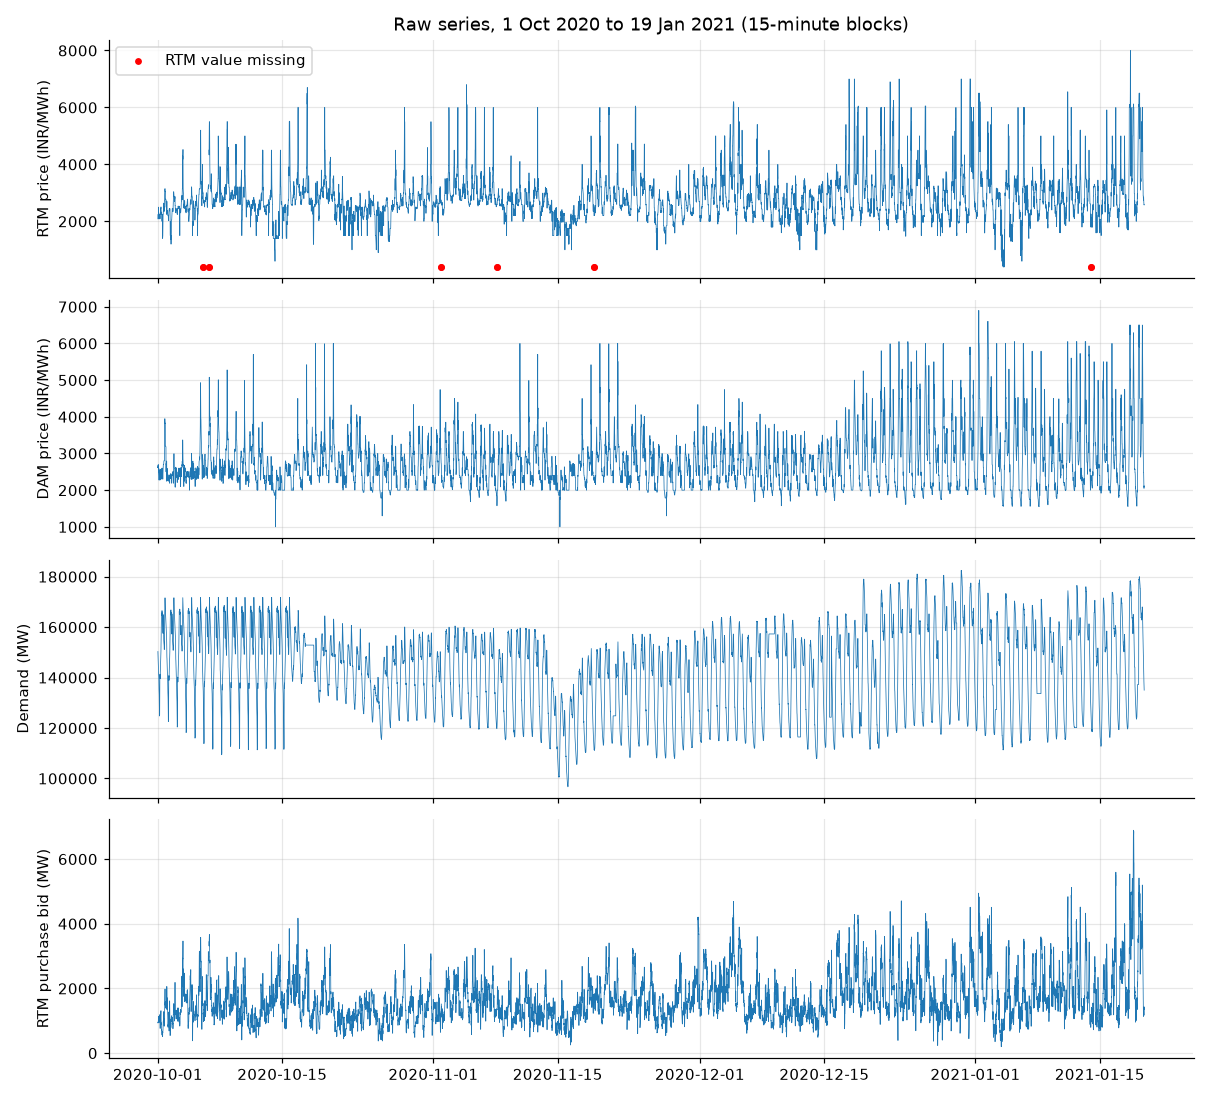 Raw series, 1 Oct 2020 to 19 Jan 2021 (15-minute blocks)
RTM price (INR/MWh)
8000
6000
4000
2000
RTM value missing
DAM price (INR/MWh)
7000
6000
5000
4000
3000
2000
1000
Demand (MW)
180000
160000
140000
120000
100000
RTM purchase bid (MW)
6000
4000
2000
0
2020-10-01 2020-10-15 2020-11-01 2020-11-15 2020-12-01 2020-12-15 2021-01-01 2021-01-15